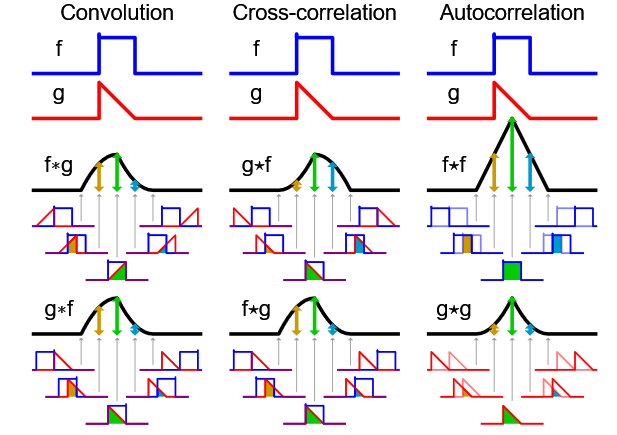 Convolution Cross-correlation Autocorrelation
f f f
g g g
f∗g g⋆f f⋆f
g∗f f⋆g g⋆g